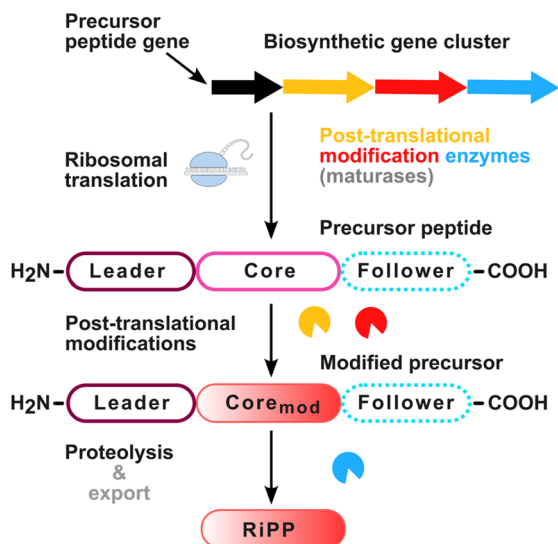 Precursor
peptide gene
Biosynthetic gene cluster
Ribosomal
translation
Post-translational
modification enzymes
(maturases)
Precursor peptide
H2N– Leader Core Follower –COOH
Post-translational
modifications
Modified precursor
H2N– Leader Coremod Follower –COOH
Proteolysis
&
export
RiPP